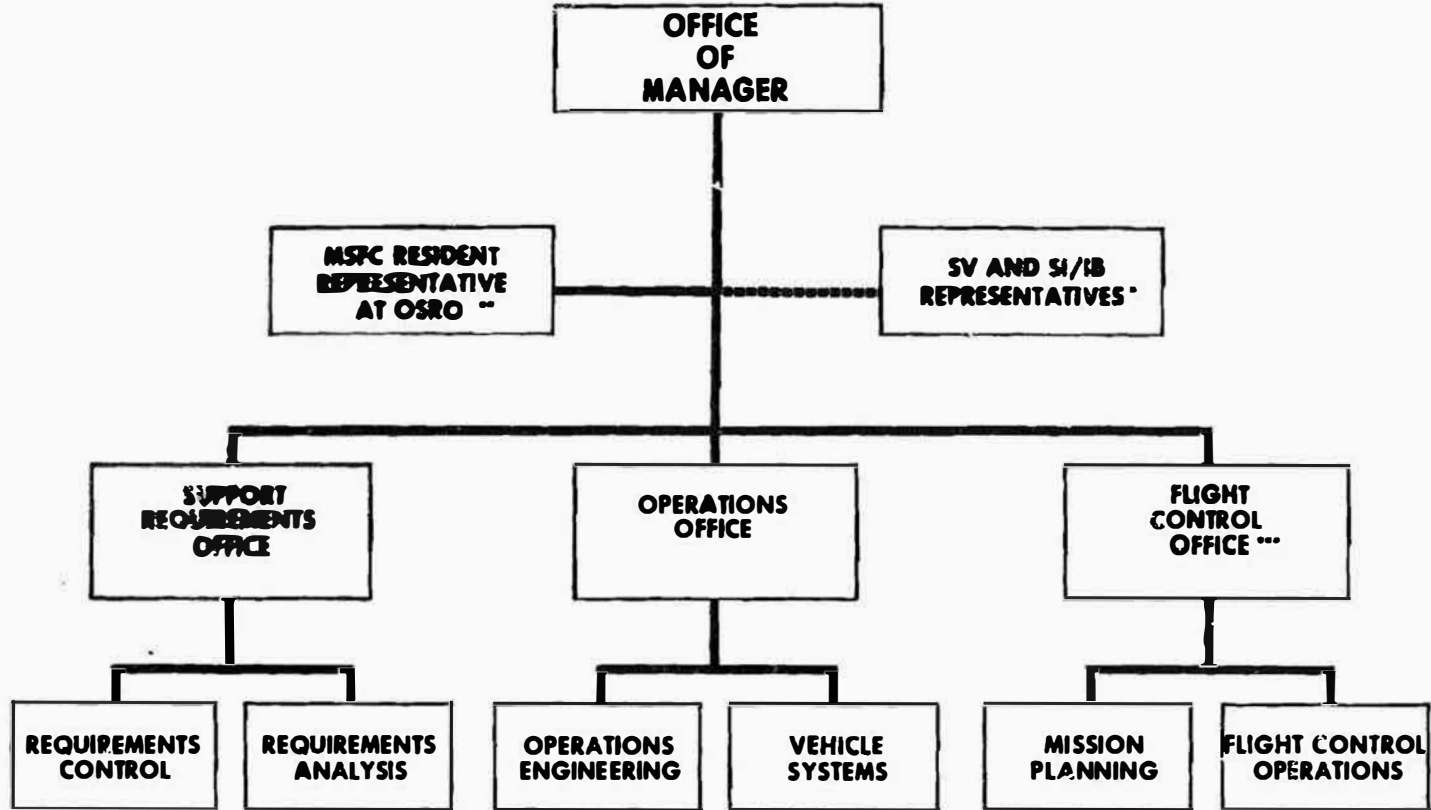 OFFICE
OF
MANAGER
MSFC RESIDENT
REPRESENTATIVE
AT OSRO **
SV AND SI/IB
REPRESENTATIVES*
SUPPORT
REQUIREMENTS
OFFICE
OPERATIONS
OFFICE
FLIGHT
CONTROL
OFFICE ***
REQUIREMENTS
CONTROL
REQUIREMENTS
ANALYSIS
OPERATIONS
ENGINEERING
VEHICLE
SYSTEMS
MISSION
PLANNING
FLIGHT CONTROL
OPERATIONS